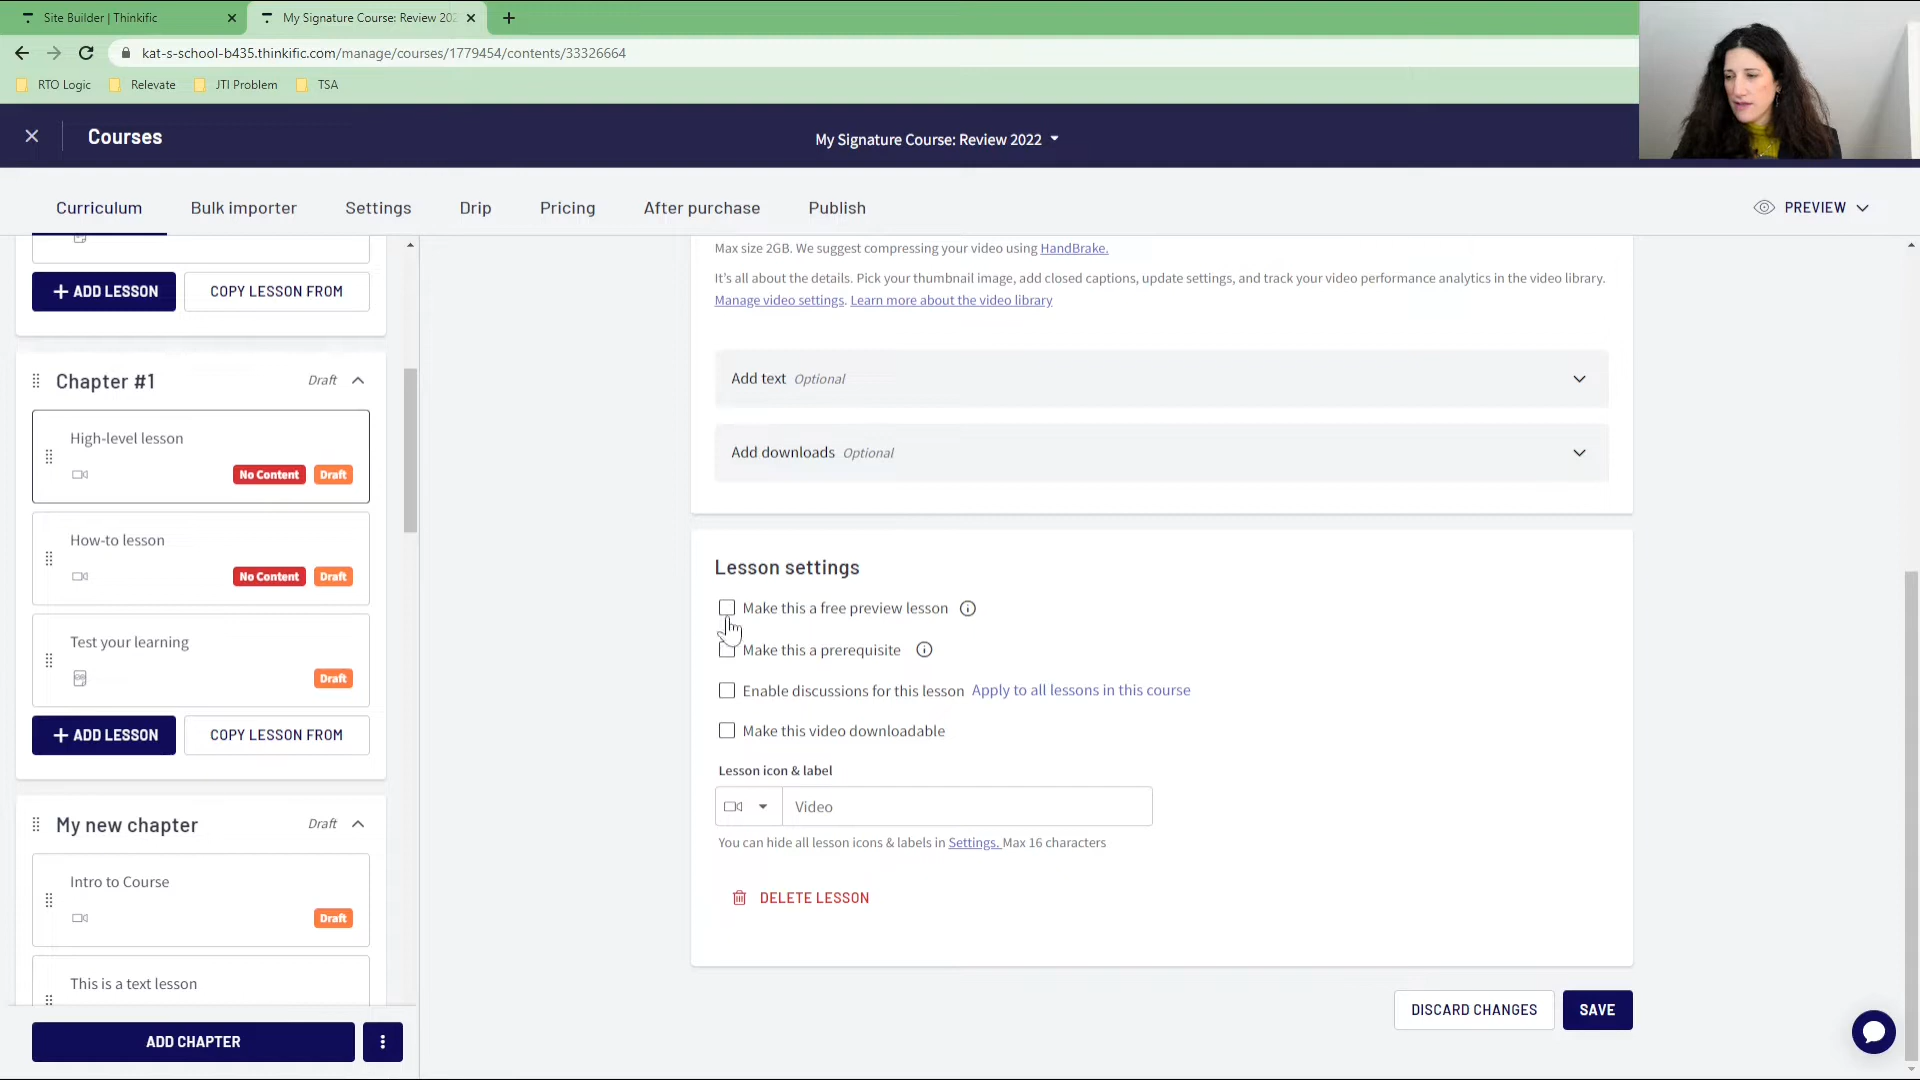 Site Builder | Thinkific
My Signature Course: Review 202
kat-s-school-b435.thinkific.com/manage/courses/1779454/contents/33326664
RTO Logic
Relevate
JTI Problem
TSA
Courses
My Signature Course: Review 2022
Curriculum
Bulk importer
Settings
Drip
Pricing
After purchase
Publish
PREVIEW
+ ADD LESSON
COPY LESSON FROM
Chapter #1
Draft
High-level lesson
No Content
Draft
How-to lesson
No Content
Draft
Test your learning
Draft
+ ADD LESSON
COPY LESSON FROM
My new chapter
Draft
Intro to Course
Draft
This is a text lesson
ADD CHAPTER
Max size 2GB. We suggest compressing your video using HandBrake.
It's all about the details. Pick your thumbnail image, add closed captions, update settings, and track your video performance analytics in the video library.
Manage video settings. Learn more about the video library
Add text Optional
Add downloads Optional
Lesson settings
Make this a free preview lesson
Make this a prerequisite
Enable discussions for this lesson Apply to all lessons in this course
Make this video downloadable
Lesson icon & label
Video
You can hide all lesson icons & labels in Settings. Max 16 characters
DELETE LESSON
DISCARD CHANGES
SAVE